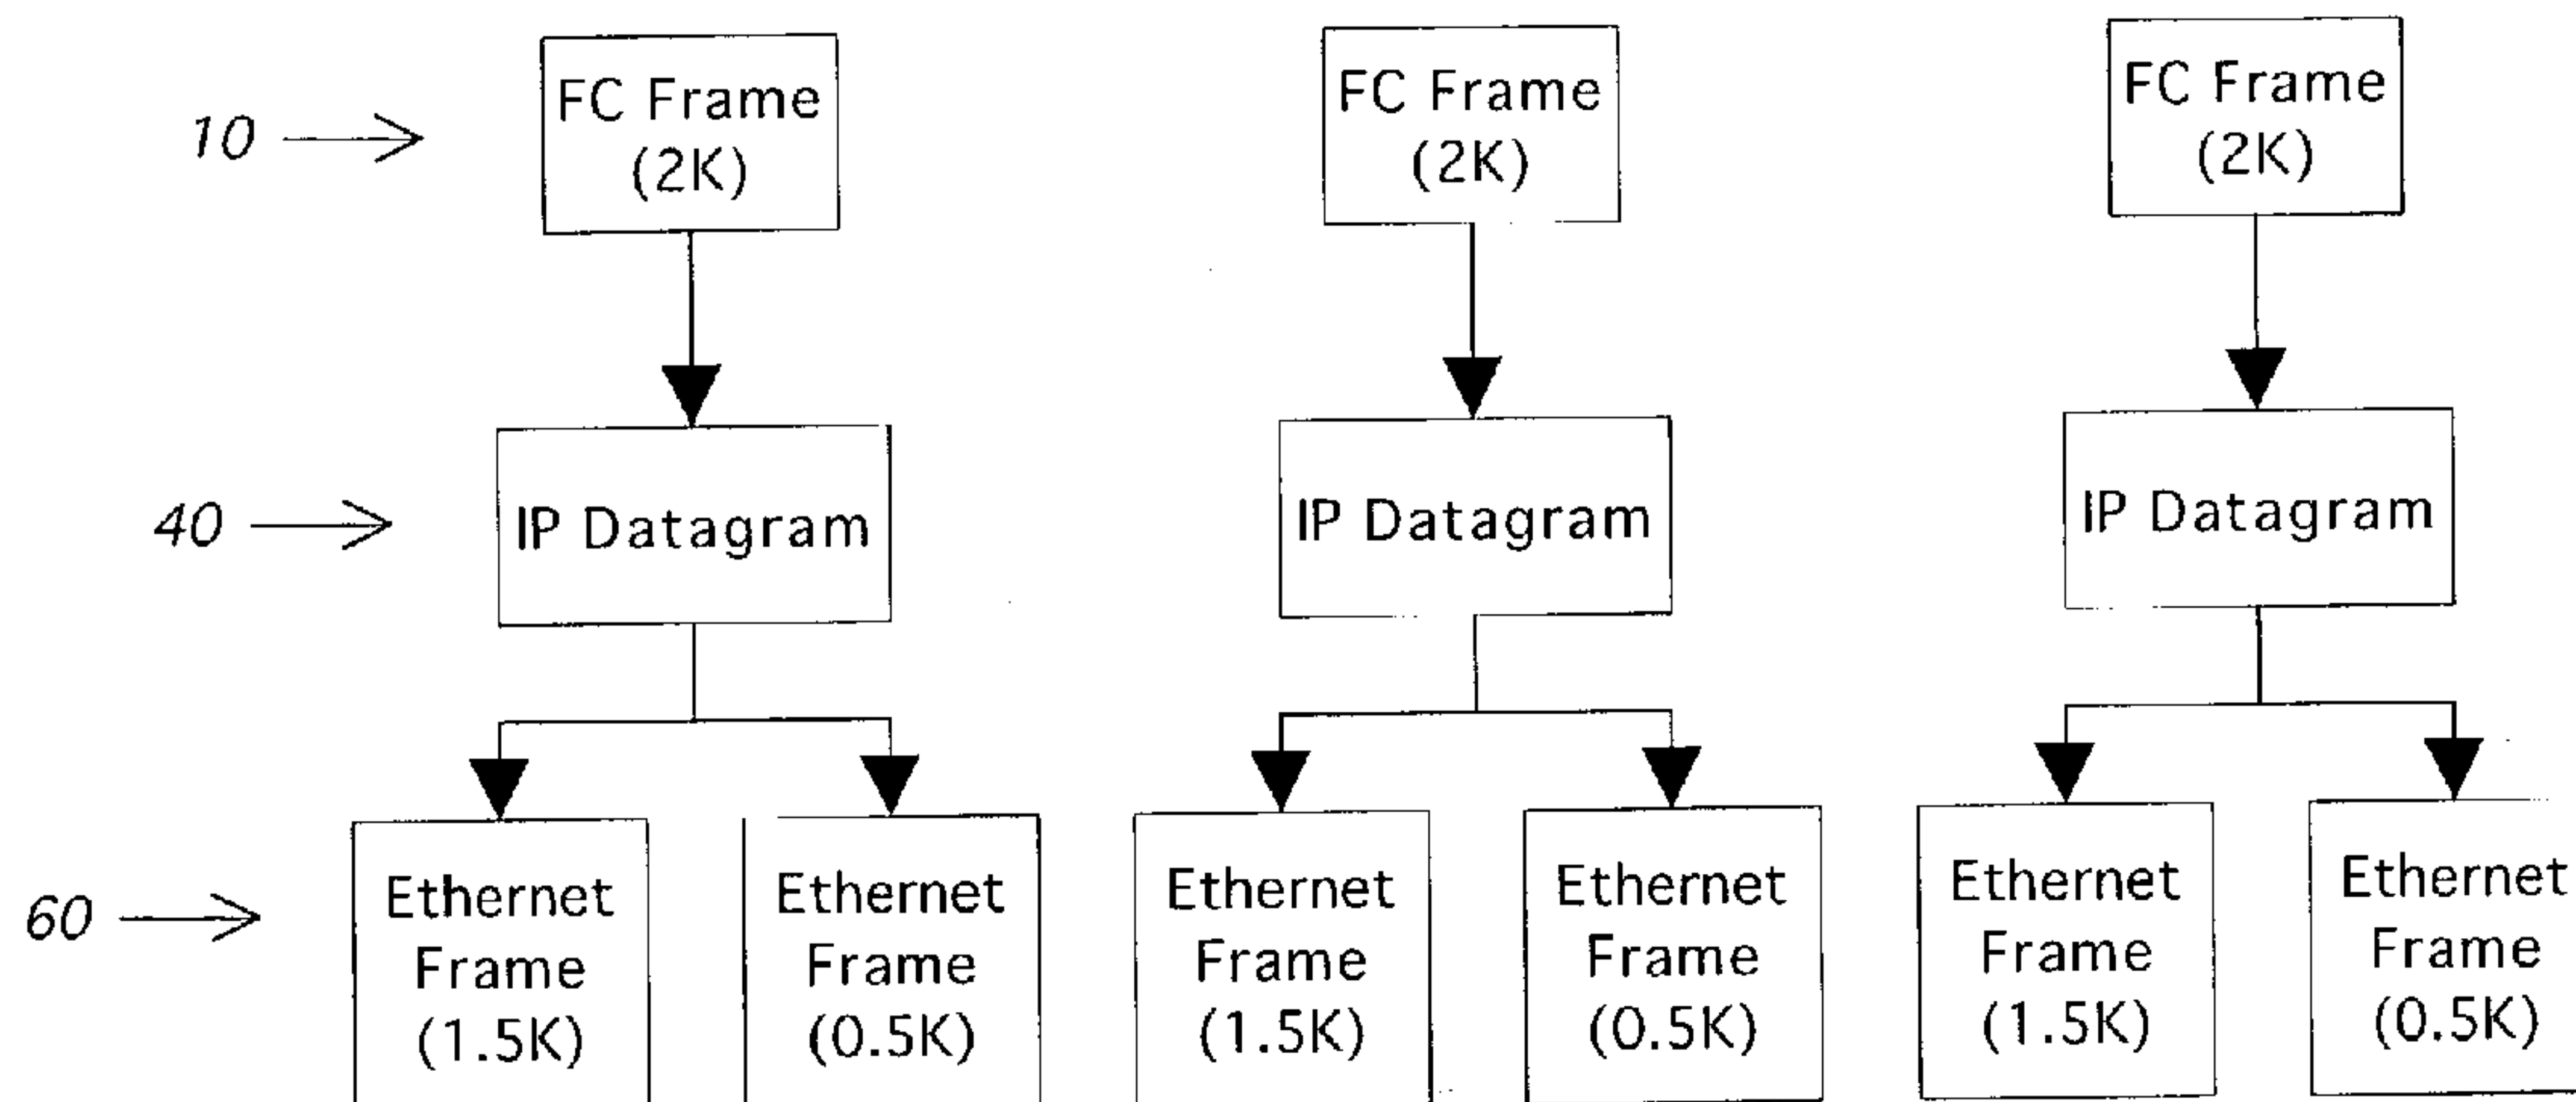 10
FC Frame
(2K)
FC Frame
(2K)
FC Frame
(2K)
40
IP Datagram
IP Datagram
IP Datagram
60
Ethernet
Frame
(1.5K)
Ethernet
Frame
(0.5K)
Ethernet
Frame
(1.5K)
Ethernet
Frame
(0.5K)
Ethernet
Frame
(1.5K)
Ethernet
Frame
(0.5K)